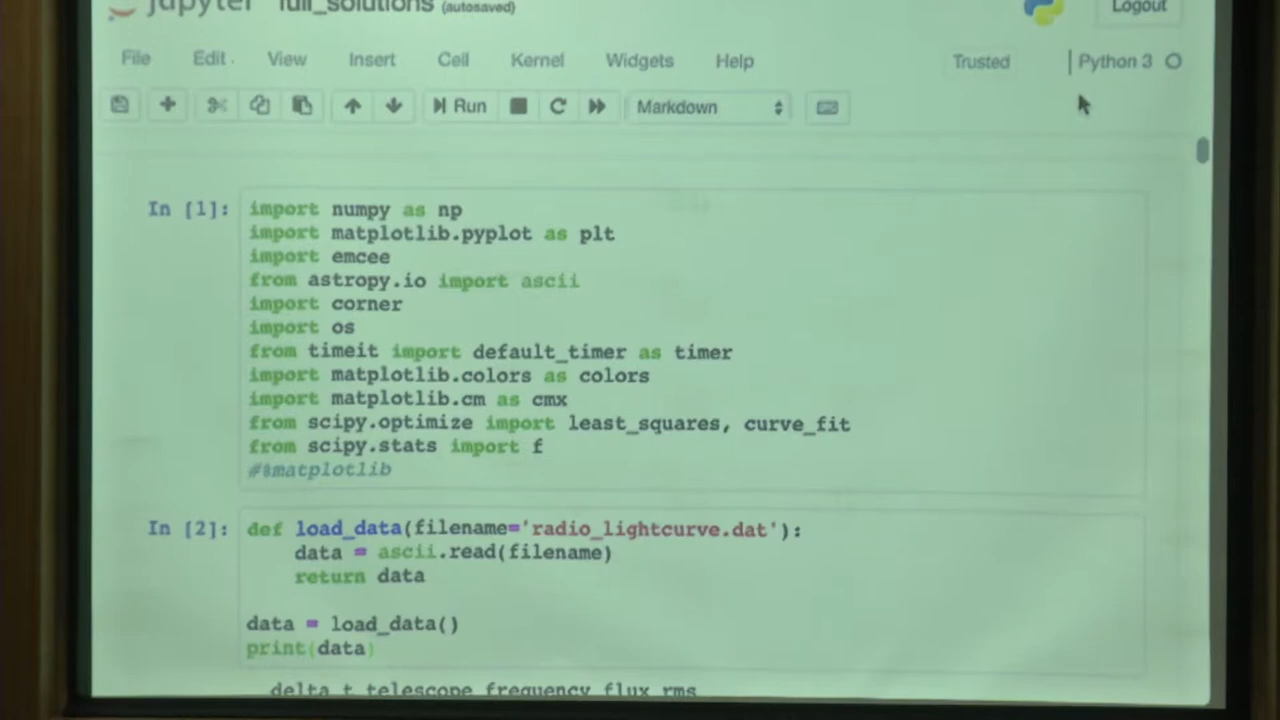 jupyter full_solutions (autosaved)
Logout
File Edit View Insert Cell Kernel Widgets Help Trusted Python 3
Run Markdown
In [1]: import numpy as np
import matplotlib.pyplot as plt
import emcee
from astropy.io import ascii
import corner
import os
from timeit import default_timer as timer
import matplotlib.colors as colors
import matplotlib.cm as cmx
from scipy.optimize import least_squares, curve_fit
from scipy.stats import f
#%matplotlib
In [2]: def load_data(filename='radio_lightcurve.dat'):
data = ascii.read(filename)
return data
data = load_data()
print(data)
delta_t telescope frequency flux rms